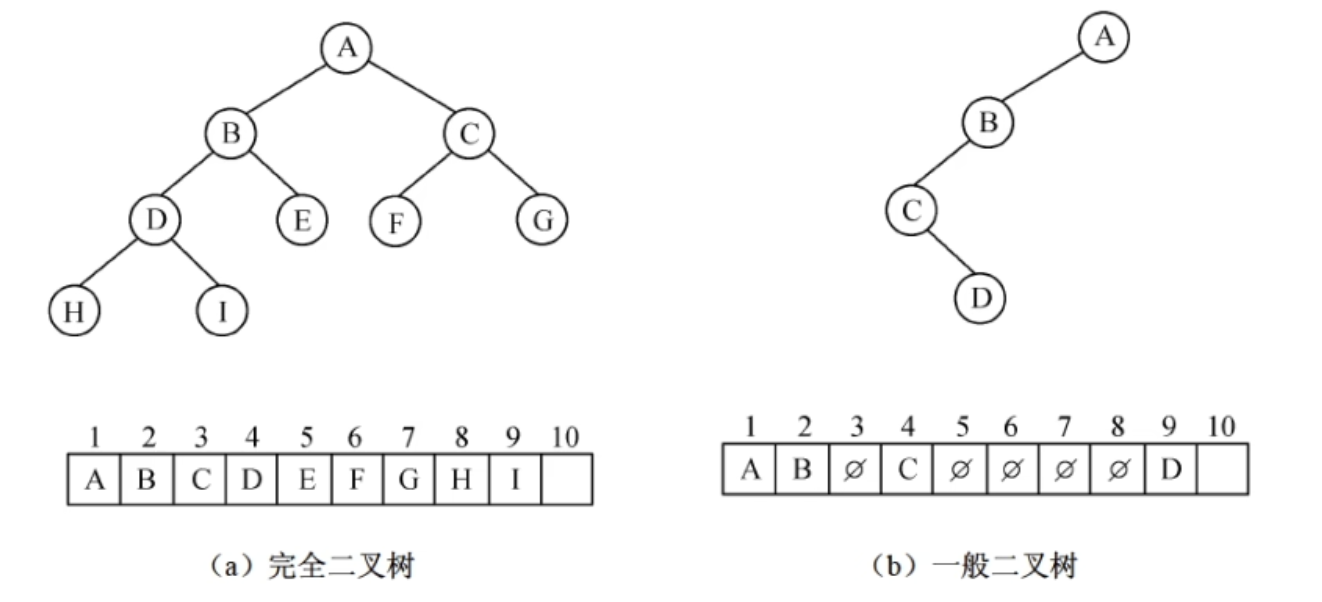 A
B C
D E F G
H I
1 2 3 4 5 6 7 8 9 10
A B C D E F G H I
（a）完全二叉树
A
B
C
D
1 2 3 4 5 6 7 8 9 10
A B ∅ C ∅ ∅ ∅ ∅ D
（b）一般二叉树